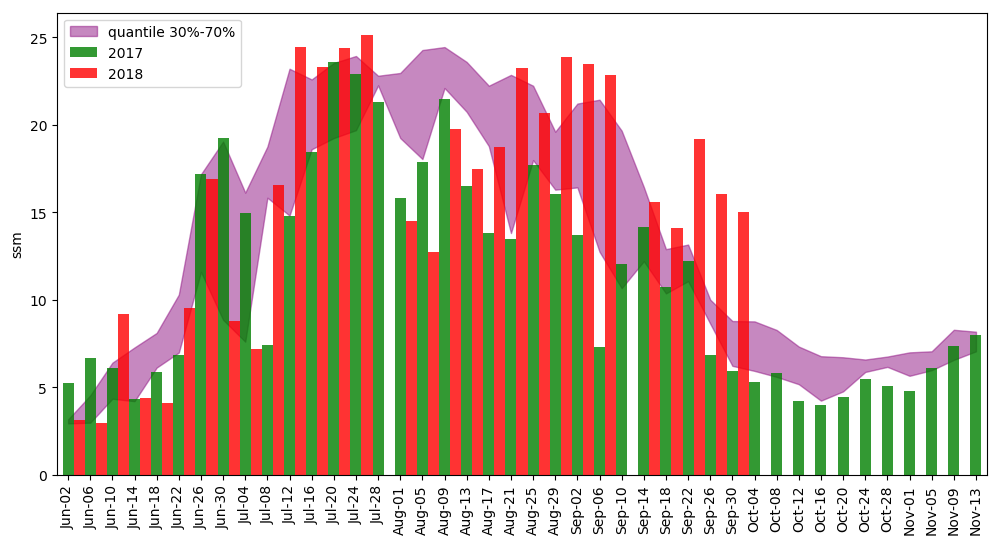 quantile 30%-70%
2017
2018
25
20
15
10
5
0
ssm
Jun-02
Jun-06
Jun-10
Jun-14
Jun-18
Jun-22
Jun-26
Jun-30
Jul-04
Jul-08
Jul-12
Jul-16
Jul-20
Jul-24
Jul-28
Aug-01
Aug-05
Aug-09
Aug-13
Aug-17
Aug-21
Aug-25
Aug-29
Sep-02
Sep-06
Sep-10
Sep-14
Sep-18
Sep-22
Sep-26
Sep-30
Oct-04
Oct-08
Oct-12
Oct-16
Oct-20
Oct-24
Oct-28
Nov-01
Nov-05
Nov-09
Nov-13